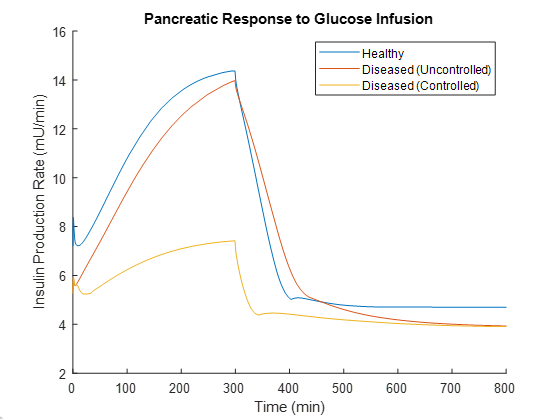 Pancreatic Response to Glucose Infusion
16
14
12
10
8
6
4
2
Insulin Production Rate (mU/min)
Healthy
Diseased (Uncontrolled)
Diseased (Controlled)
0 100 200 300 400 500 600 700 800
Time (min)